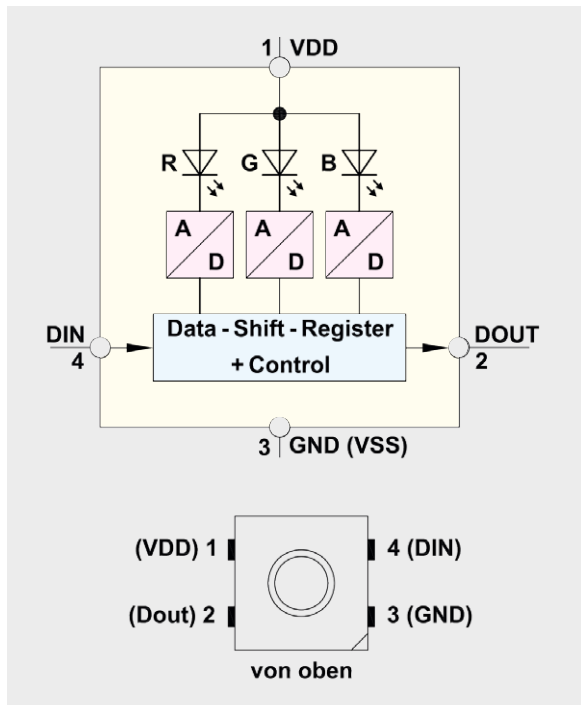 1 VDD
R G B
A A A
D D D
Data - Shift - Register
+ Control
DIN
4
DOUT
2
3 GND (VSS)
(VDD) 1
4 (DIN)
(Dout) 2
3 (GND)
von oben